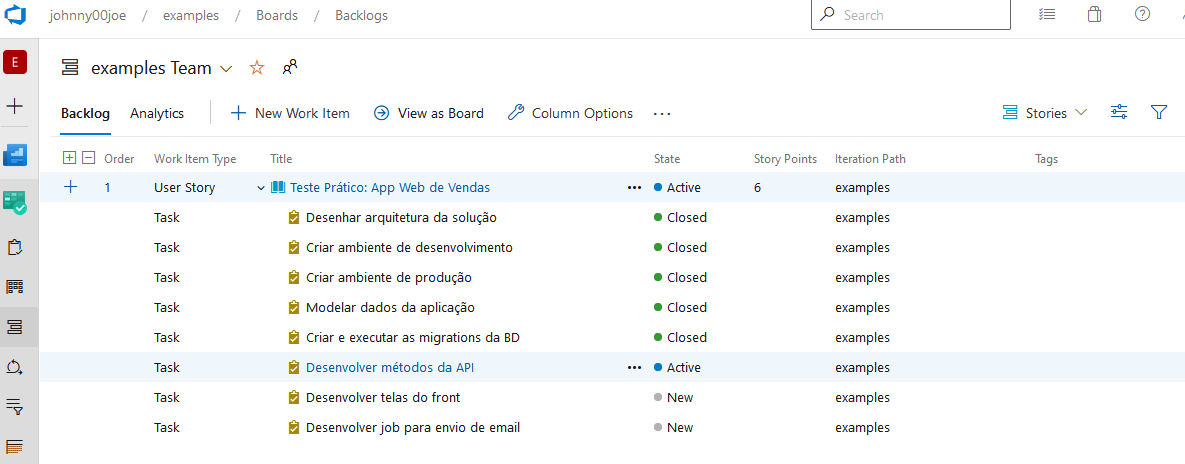 johnny00joe / examples / Boards / Backlogs Search
E examples Team
Backlog Analytics New Work Item View as Board Column Options ... Stories
Order Work Item Type Title State Story Points Iteration Path Tags
1 User Story Teste Prático: App Web de Vendas ... Active 6 examples
Task Desenhar arquitetura da solução Closed examples
Task Criar ambiente de desenvolvimento Closed examples
Task Criar ambiente de produção Closed examples
Task Modelar dados da aplicação Closed examples
Task Criar e executar as migrations da BD Closed examples
Task Desenvolver métodos da API ... Active examples
Task Desenvolver telas do front New examples
Task Desenvolver job para envio de email New examples